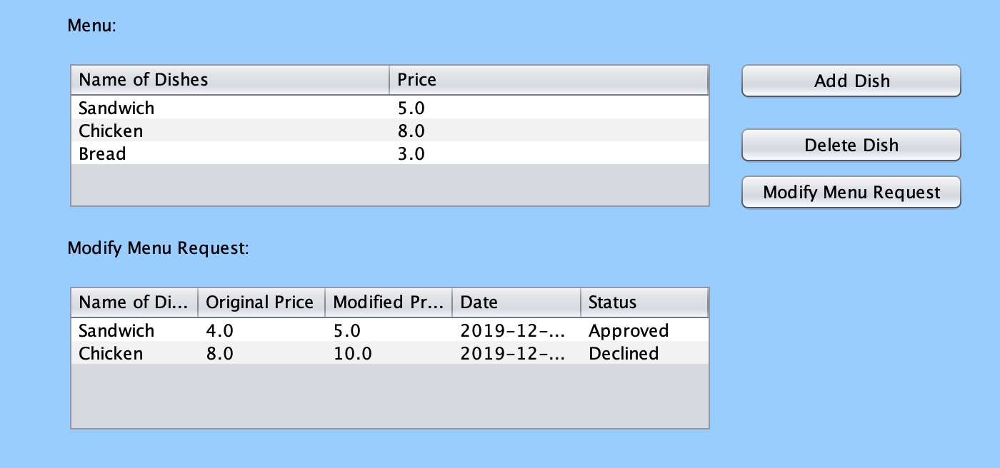 Menu:
Name of Dishes Price Add Dish
Sandwich 5.0
Chicken 8.0 Delete Dish
Bread 3.0
Modify Menu Request
Modify Menu Request:
Name of Di... Original Price Modified Pr... Date Status
Sandwich 4.0 5.0 2019-12-... Approved
Chicken 8.0 10.0 2019-12-... Declined